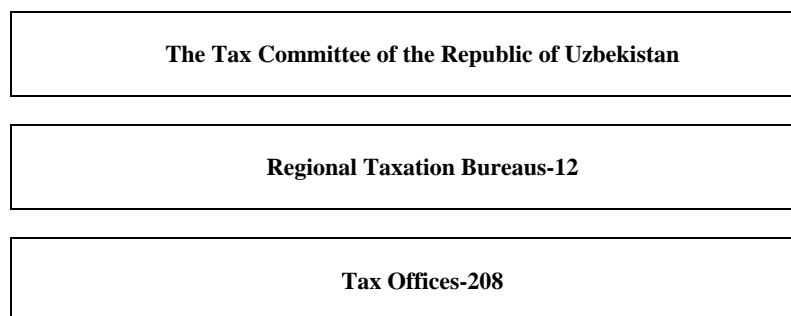 The Tax Committee of the Republic of Uzbekistan
Regional Taxation Bureaus-12
Tax Offices-208